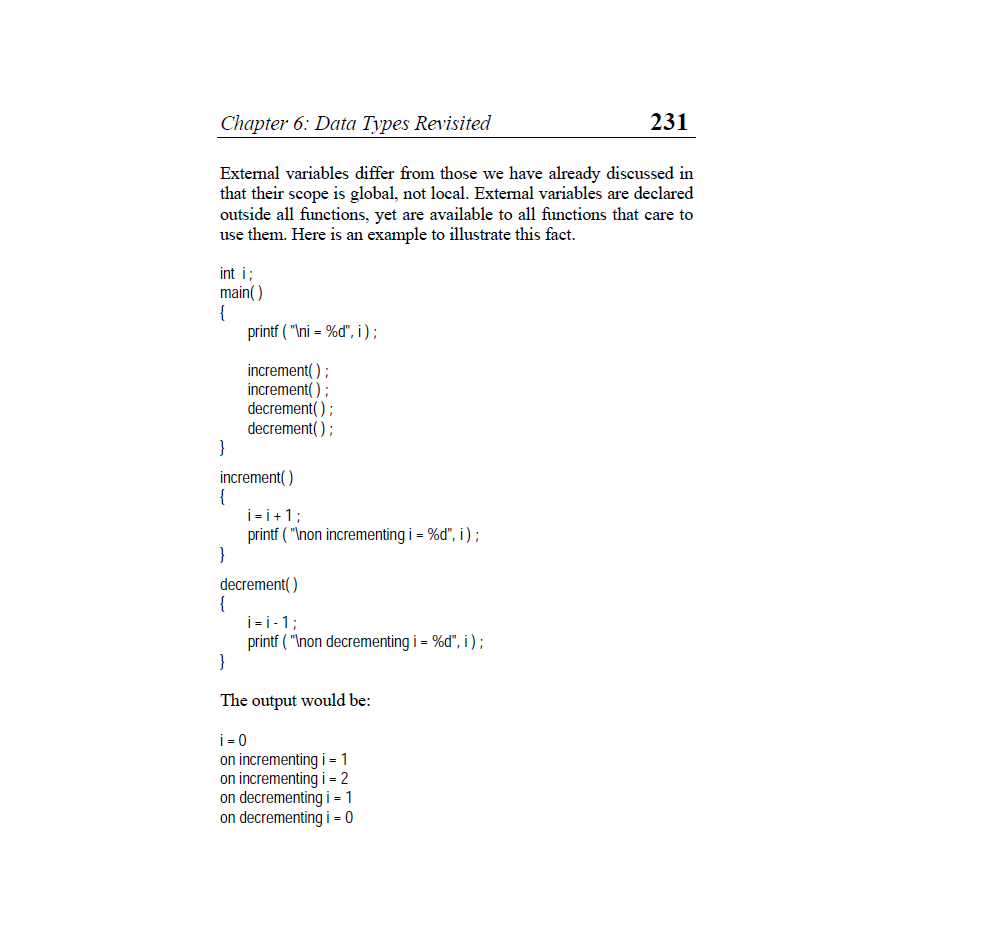 Chapter 6: Data Types Revisited 231
External variables differ from those we have already discussed in
that their scope is global, not local. External variables are declared
outside all functions, yet are available to all functions that care to
use them. Here is an example to illustrate this fact.
int i ;
main( )
{
printf ( "\ni = %d", i ) ;
increment( ) ;
increment( ) ;
decrement( ) ;
decrement( ) ;
}
increment( )
{
i = i + 1 ;
printf ( "\non incrementing i = %d", i ) ;
}
decrement( )
{
i = i - 1 ;
printf ( "\non decrementing i = %d", i ) ;
}
The output would be:
i = 0
on incrementing i = 1
on incrementing i = 2
on decrementing i = 1
on decrementing i = 0